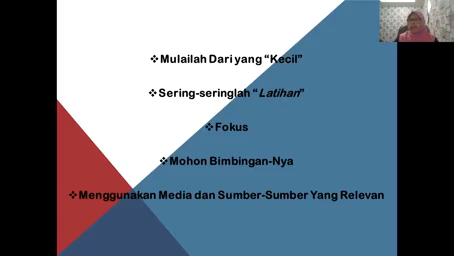 ❖Mulailah Dari yang “Kecil”
❖Sering-seringlah “Latihan”
❖Fokus
❖Mohon Bimbingan-Nya
❖Menggunakan Media dan Sumber-Sumber Yang Relevan